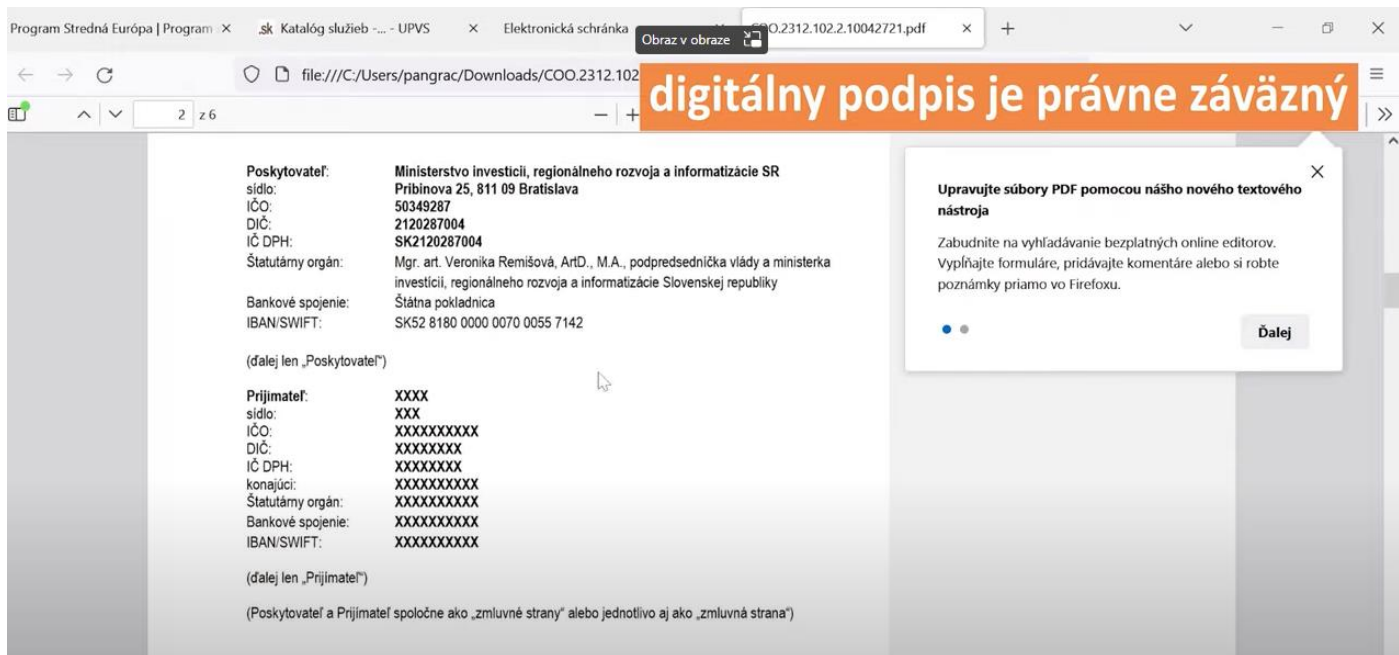 Program Stredná Európa | Program
.sk Katalóg služieb -... - UPVS
Elektronická schránka
COO.2312.102.2.10042721.pdf
Obraz v obraze
file:///C:/Users/pangrac/Downloads/COO.2312.102
digitálny podpis je právne záväzný
2 z 6
Poskytovateľ: Ministerstvo investícií, regionálneho rozvoja a informatizácie SR
sídlo: Pribinova 25, 811 09 Bratislava
IČO: 50349287
DIČ: 2120287004
IČ DPH: SK2120287004
Štatutárny orgán: Mgr. art. Veronika Remišová, ArtD., M.A., podpredsedníčka vlády a ministerka
investícií, regionálneho rozvoja a informatizácie Slovenskej republiky
Bankové spojenie: Štátna pokladnica
IBAN/SWIFT: SK52 8180 0000 0070 0055 7142
(ďalej len „Poskytovateľ“)
Prijímateľ: XXXX
sídlo: XXX
IČO: XXXXXXXXXX
DIČ: XXXXXXXX
IČ DPH: XXXXXXXX
konajúci: XXXXXXXXXX
Štatutárny orgán: XXXXXXXXXX
Bankové spojenie: XXXXXXXXXX
IBAN/SWIFT: XXXXXXXXXX
(ďalej len „Prijímateľ“)
(Poskytovateľ a Prijímateľ spoločne ako „zmluvné strany“ alebo jednotlivo aj ako „zmluvná strana“)
Upravujte súbory PDF pomocou nášho nového textového
nástroja
Zabudnite na vyhľadávanie bezplatných online editorov.
Vypĺňajte formuláre, pridávajte komentáre alebo si robte
poznámky priamo vo Firefoxu.
Ďalej